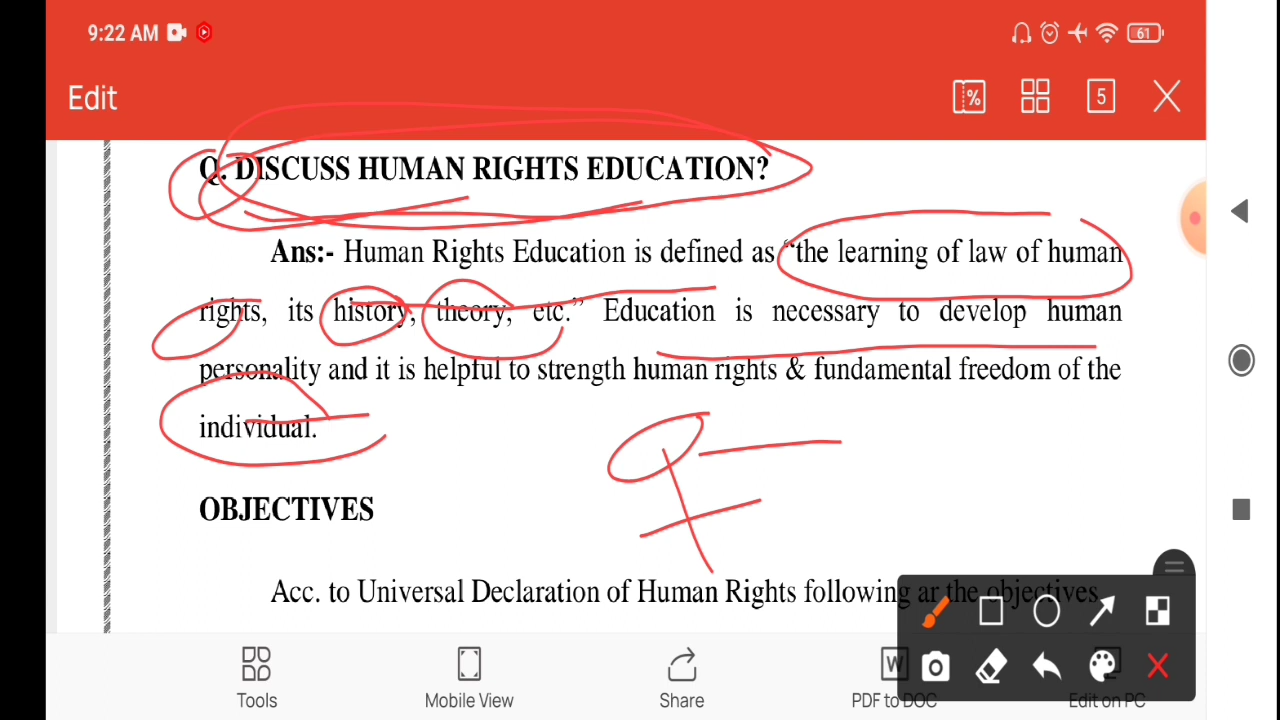 9:22 AM
61
Edit
%
5
Q. DISCUSS HUMAN RIGHTS EDUCATION?
Ans:- Human Rights Education is defined as “the learning of law of human
rights, its history, theory, etc.” Education is necessary to develop human
personality and it is helpful to strength human rights & fundamental freedom of the
individual.
OBJECTIVES
Acc. to Universal Declaration of Human Rights following ar the objectives
Tools
Mobile View
Share
W
PDF to DOC
Edit on PC